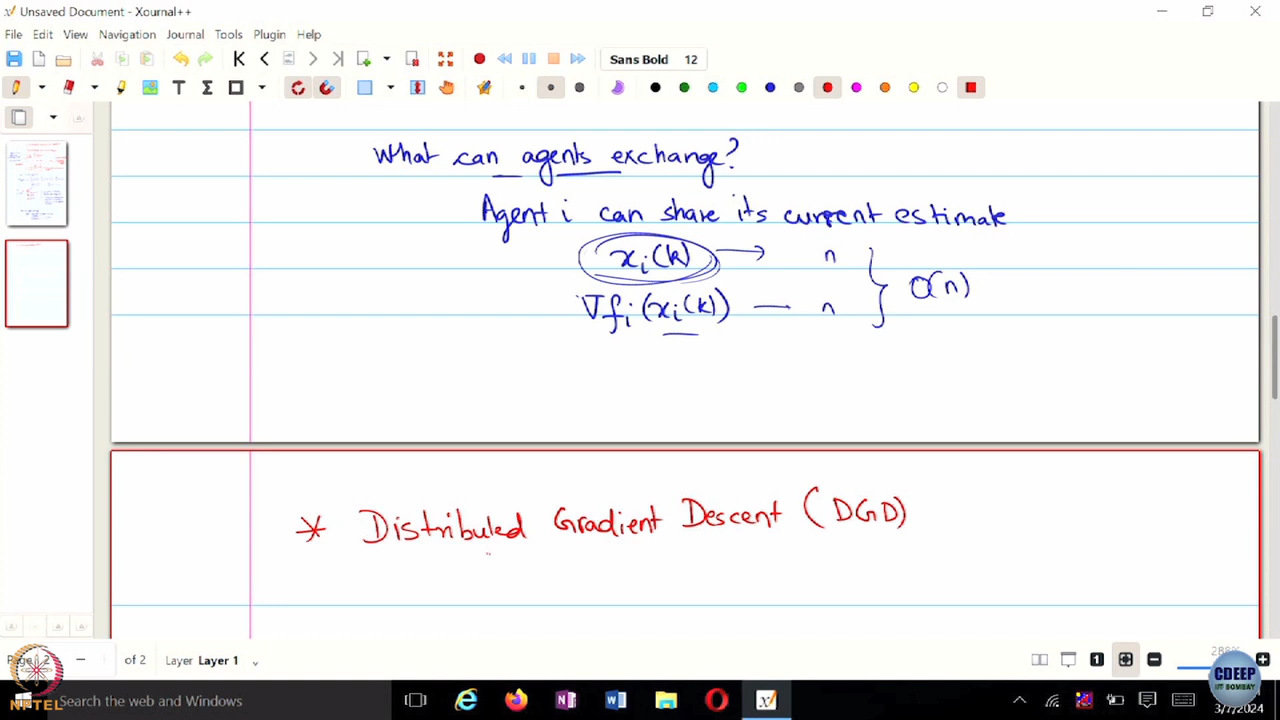 Unsaved Document - Xournal++
File Edit View Navigation Journal Tools Plugin Help
Sans Bold 12
What can agents exchange?
Agent i can share its current estimate
xᵢ(k) → n
∇fᵢ(xᵢ(k)) — n } O(n)
* Distributed Gradient Descent (DGD)
of 2 Layer Layer 1
288%
NPTEL
CDEEP
IIT BOMBAY
Search the web and Windows
3/7/2024